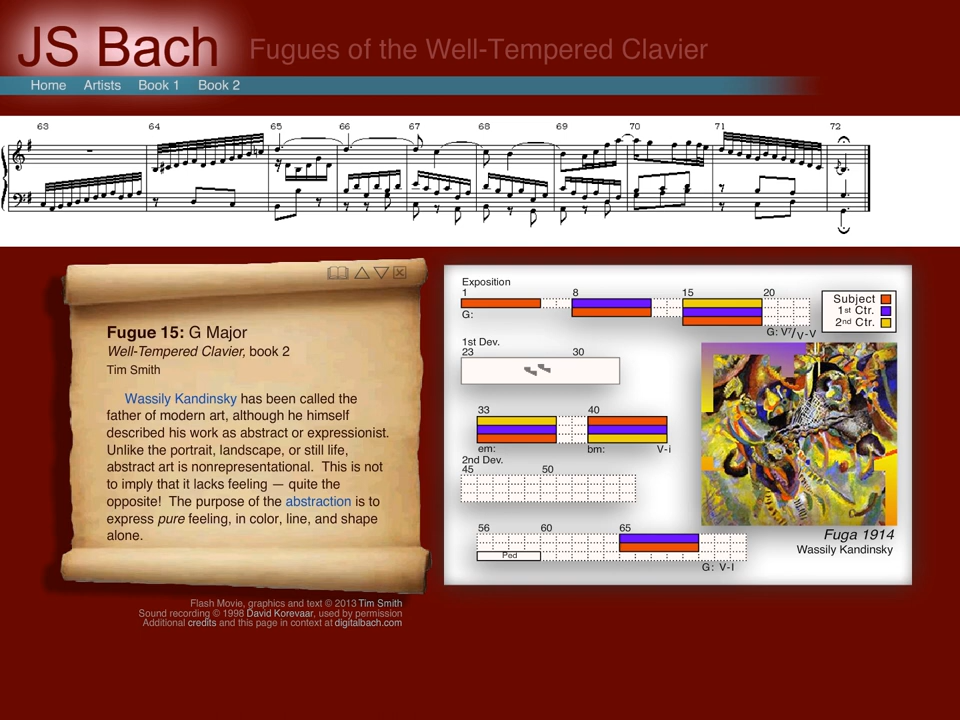 JS Bach
Fugues of the Well-Tempered Clavier
Home Artists Book 1 Book 2
63 64 65 66 67 68 69 70 71 72
Fugue 15: G Major
Well-Tempered Clavier, book 2
Tim Smith
Wassily Kandinsky has been called the
father of modern art, although he himself
described his work as abstract or expressionist.
Unlike the portrait, landscape, or still life,
abstract art is nonrepresentational. This is not
to imply that it lacks feeling — quite the
opposite! The purpose of the abstraction is to
express pure feeling, in color, line, and shape
alone.
Exposition
1 8 15 20
G:
G: V⁷/V-V
Subject
1st Ctr.
2nd Ctr.
1st Dev.
23 30
33 40
em: bm: V-i
2nd Dev.
45 50
56 60 65
Ped
G: V-I
Fuga 1914
Wassily Kandinsky
Flash Movie, graphics and text © 2013 Tim Smith
Sound recording © 1998 David Korevaar, used by permission
Additional credits and this page in context at digitalbach.com